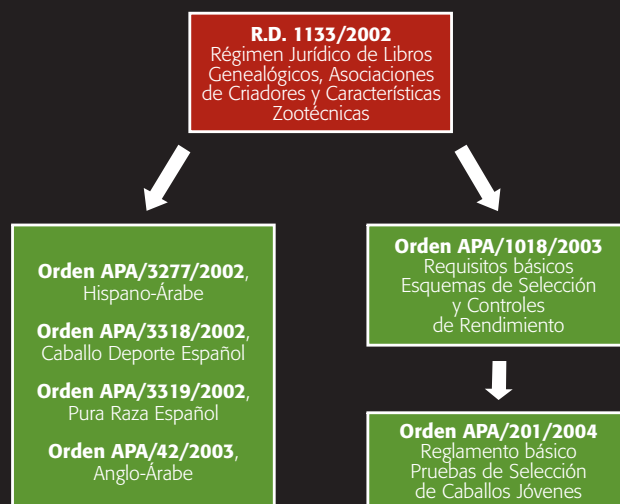 R.D. 1133/2002
Régimen Jurídico de Libros
Genealógicos, Asociaciones
de Criadores y Características
Zootécnicas
Orden APA/3277/2002,
Hispano-Árabe
Orden APA/3318/2002,
Caballo Deporte Español
Orden APA/3319/2002,
Pura Raza Español
Orden APA/42/2003,
Anglo-Árabe
Orden APA/1018/2003
Requisitos básicos
Esquemas de Selección
y Controles
de Rendimiento
Orden APA/201/2004
Reglamento básico
Pruebas de Selección
de Caballos Jóvenes